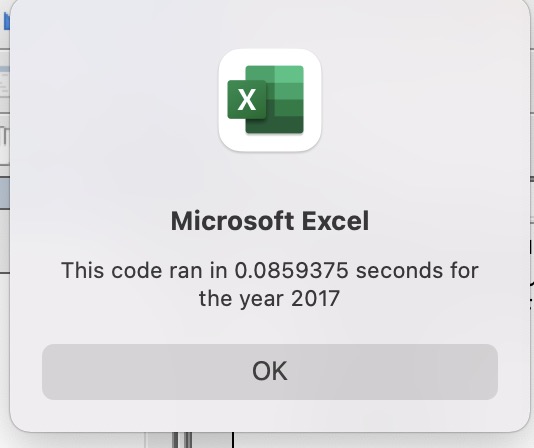 X
Microsoft Excel
This code ran in 0.0859375 seconds for
the year 2017
OK